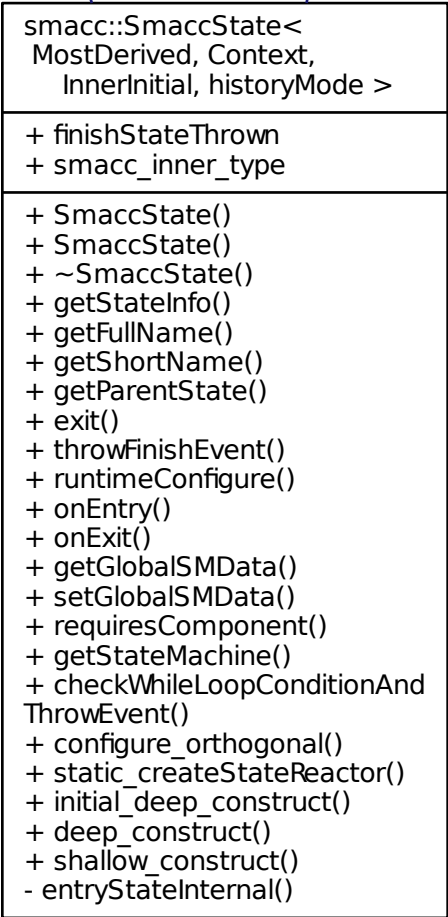 smacc::SmaccState<
MostDerived, Context,
InnerInitial, historyMode >
+ finishStateThrown
+ smacc_inner_type
+ SmaccState()
+ SmaccState()
+ ~SmaccState()
+ getStateInfo()
+ getFullName()
+ getShortName()
+ getParentState()
+ exit()
+ throwFinishEvent()
+ runtimeConfigure()
+ onEntry()
+ onExit()
+ getGlobalSMData()
+ setGlobalSMData()
+ requiresComponent()
+ getStateMachine()
+ checkWhileLoopConditionAnd
ThrowEvent()
+ configure_orthogonal()
+ static_createStateReactor()
+ initial_deep_construct()
+ deep_construct()
+ shallow_construct()
- entryStateInternal()